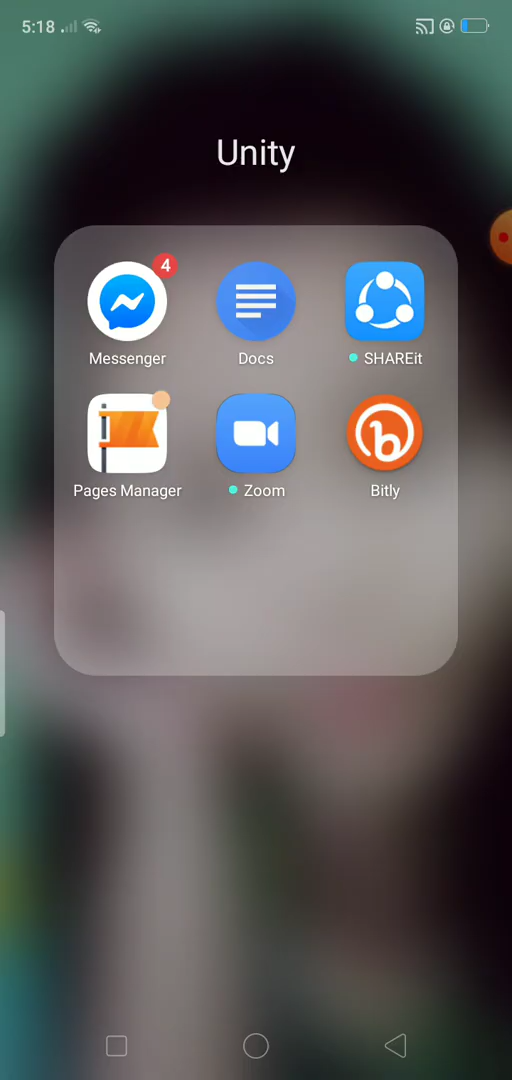 5:18
Unity
4
Messenger
Docs
SHAREit
Pages Manager
Zoom
Bitly